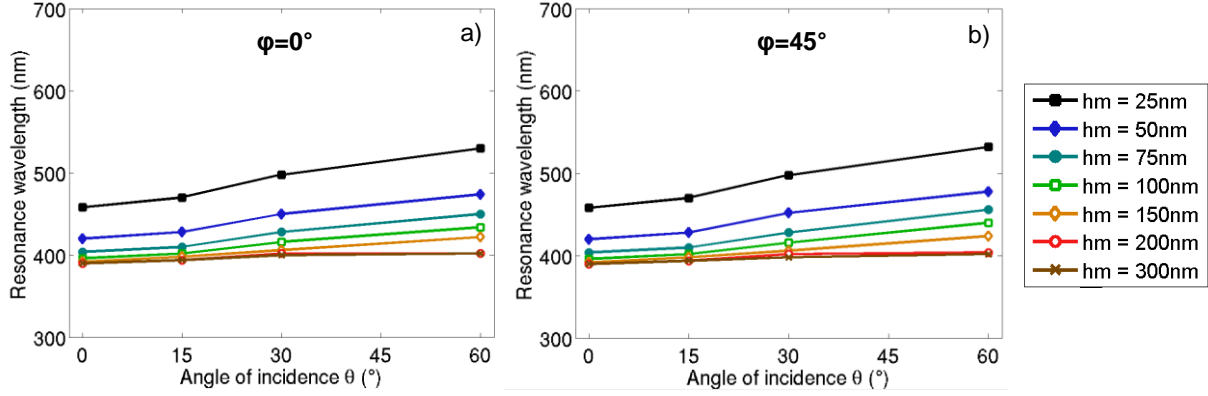 700
600
500
400
300
Resonance wavelength (nm)
φ=0°
a)
0 15 30 45 60
Angle of incidence θ (°)
700
600
500
400
300
Resonance wavelength (nm)
φ=45°
b)
0 15 30 45 60
Angle of incidence θ (°)
hm = 25nm
hm = 50nm
hm = 75nm
hm = 100nm
hm = 150nm
hm = 200nm
hm = 300nm